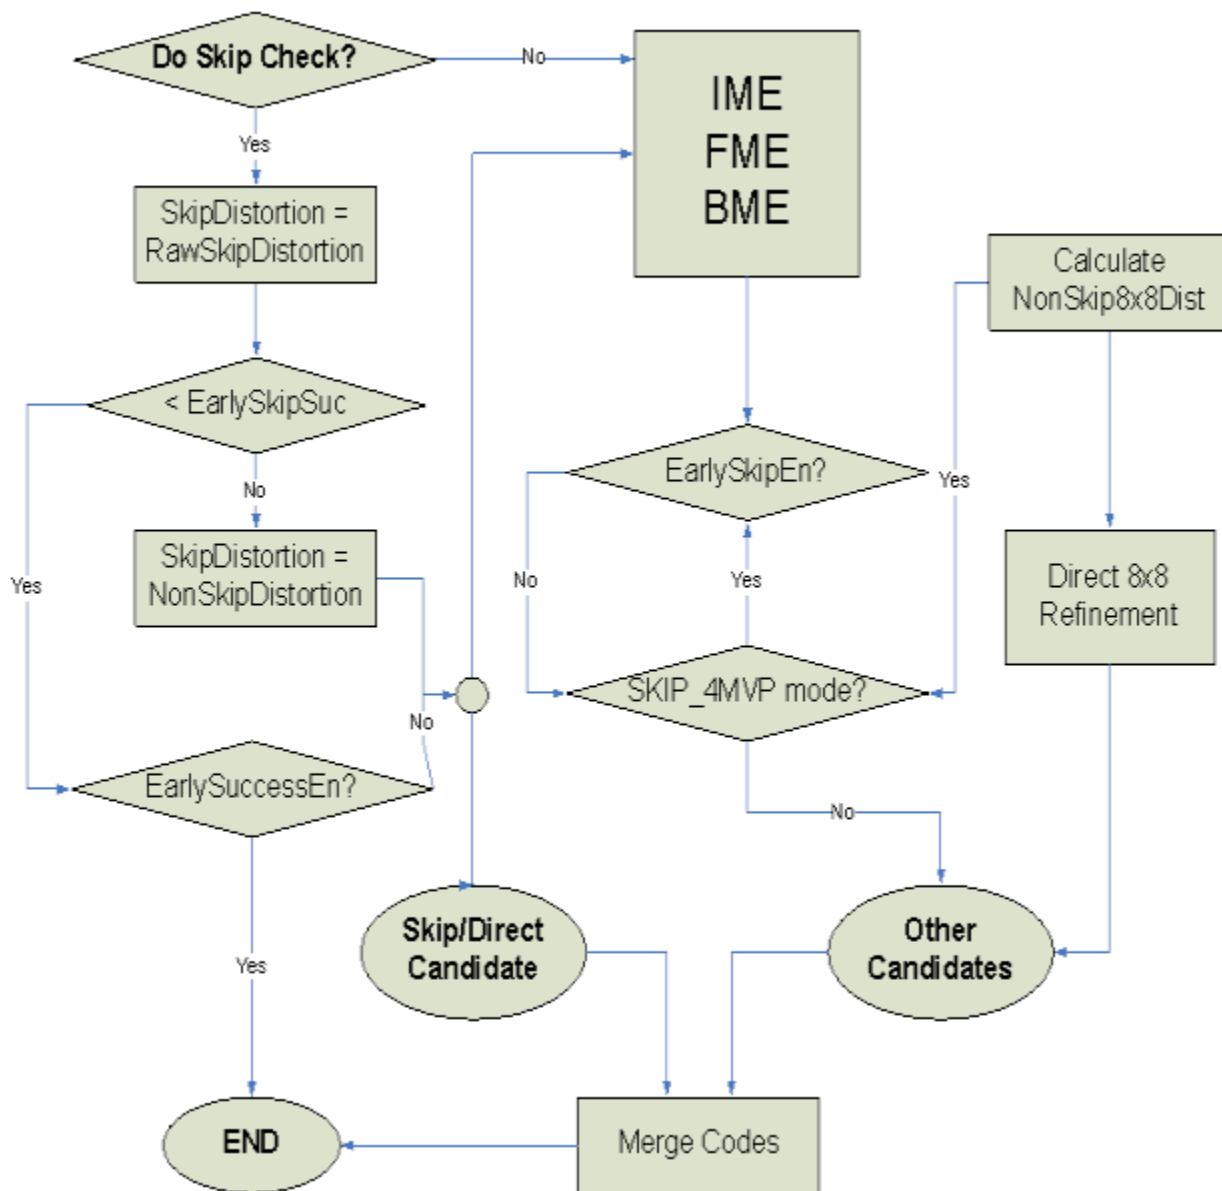 Do Skip Check?
No
IME
FME
BME
Yes
SkipDistortion =
RawSkipDistortion
Calculate
NonSkip8x8Dist
< EarlySkipSuc
EarlySkipEn?
Yes
No
SkipDistortion =
NonSkipDistortion
Yes
No
Yes
Direct 8x8
Refinement
SKIP_4MVP mode?
No
EarlySuccessEn?
No
Skip/Direct
Candidate
Other
Candidates
Yes
END
Merge Codes